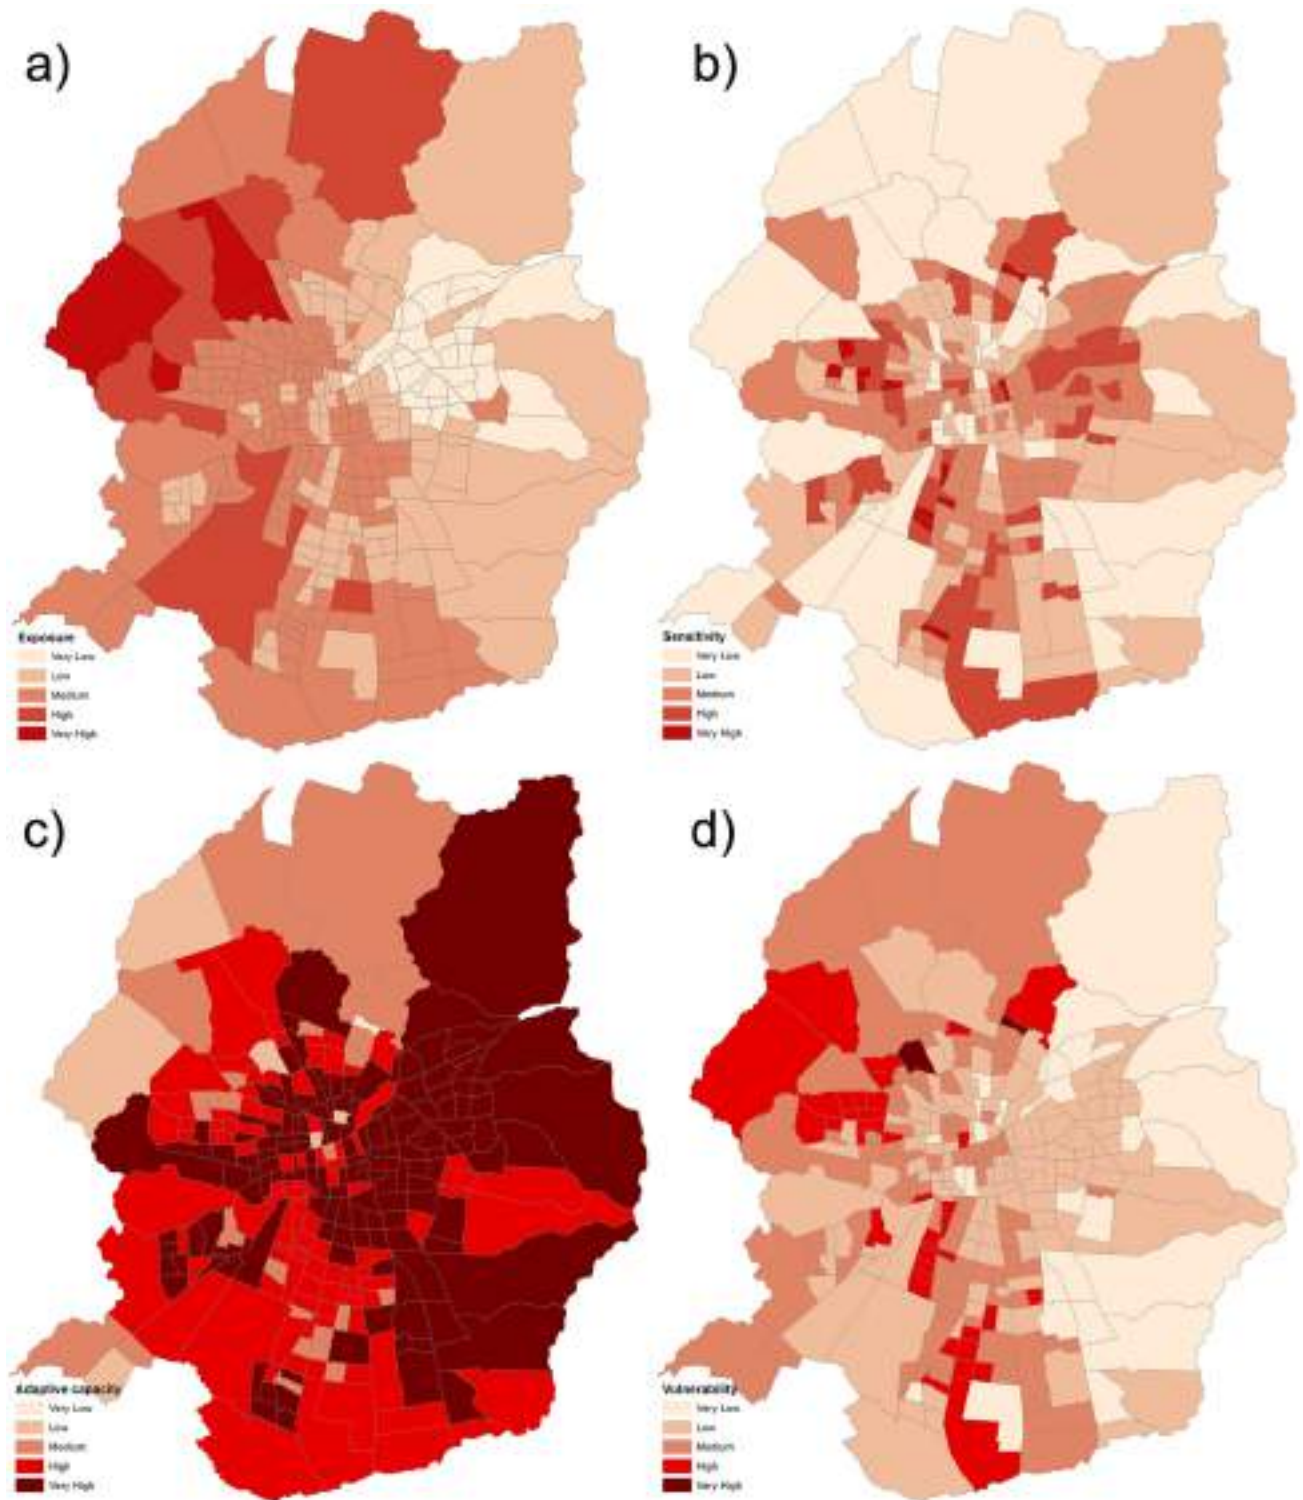 a)
b)
Exposure
Very Low
Low
Medium
High
Very High
Sensitivity
Very Low
Low
Medium
High
Very High
c)
d)
Adaptive capacity
Very Low
Low
Medium
High
Very High
Vulnerability
Very Low
Low
Medium
High
Very High